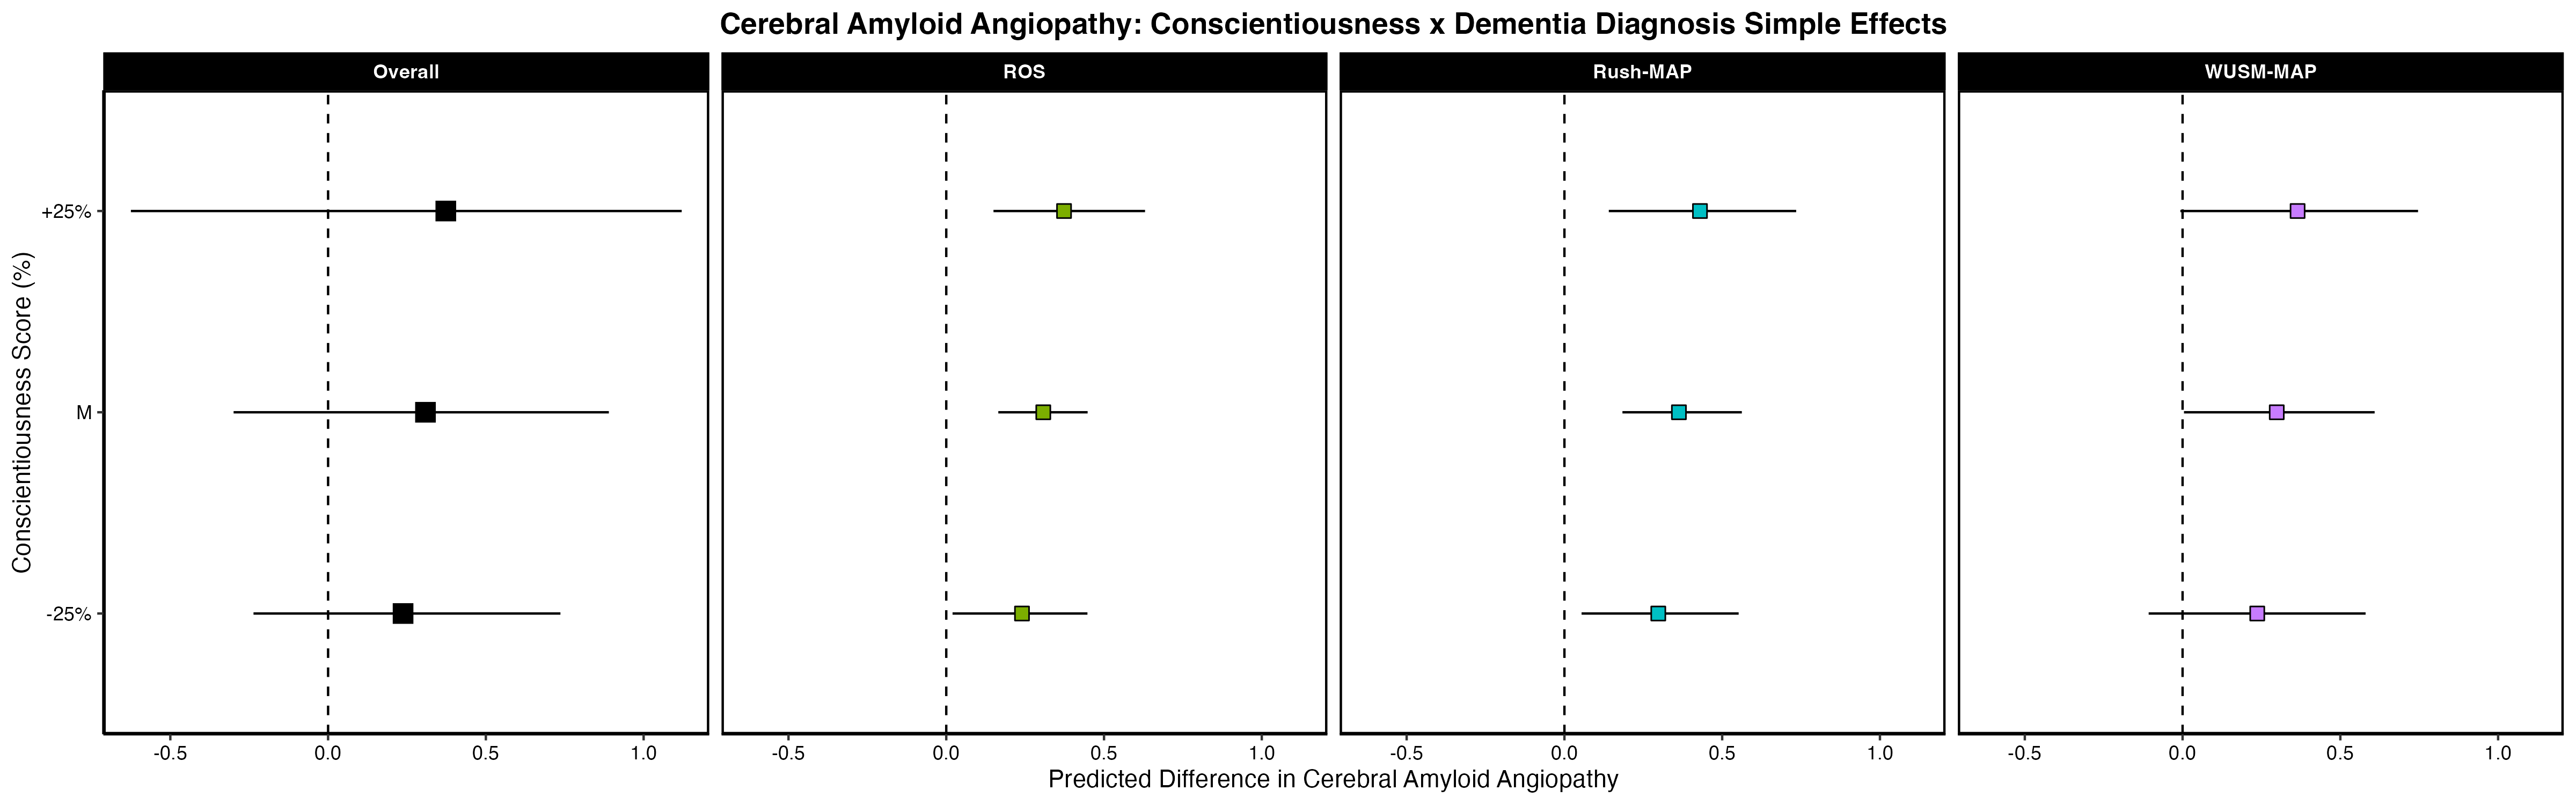 Cerebral Amyloid Angiopathy: Conscientiousness x Dementia Diagnosis Simple Effects
Overall
ROS
Rush-MAP
WUSM-MAP
Conscientiousness Score (%)
+25%
M
-25%
-0.5 0.0 0.5 1.0
-0.5 0.0 0.5 1.0
-0.5 0.0 0.5 1.0
-0.5 0.0 0.5 1.0
Predicted Difference in Cerebral Amyloid Angiopathy